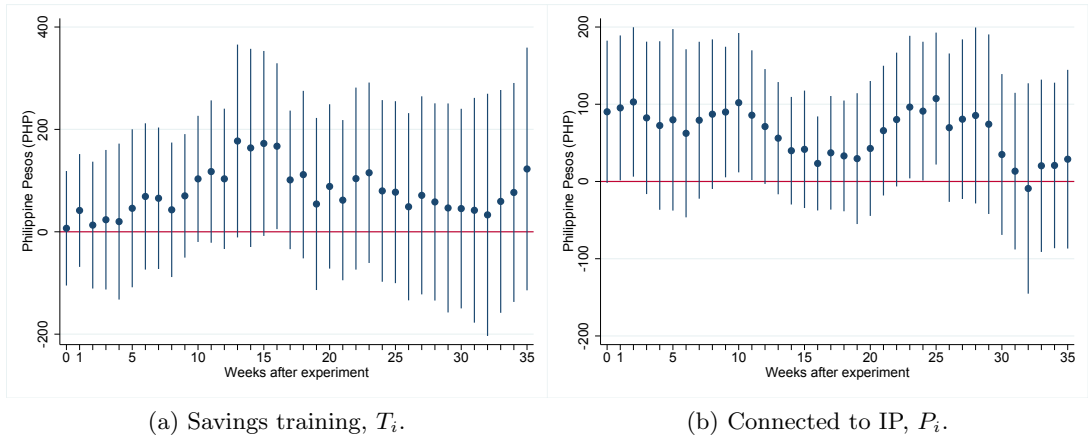 Philippine Pesos (PHP)
400
200
0
-200
0 1 5 10 15 20 25 30 35
Weeks after experiment
(a) Savings training, Tᵢ.
Philippine Pesos (PHP)
200
100
0
-100
-200
0 1 5 10 15 20 25 30 35
Weeks after experiment
(b) Connected to IP, Pᵢ.